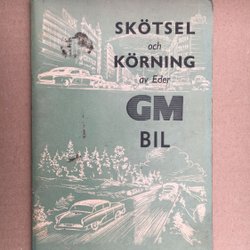 SKÖTSEL
och
KÖRNING
av Eder
GM
BIL